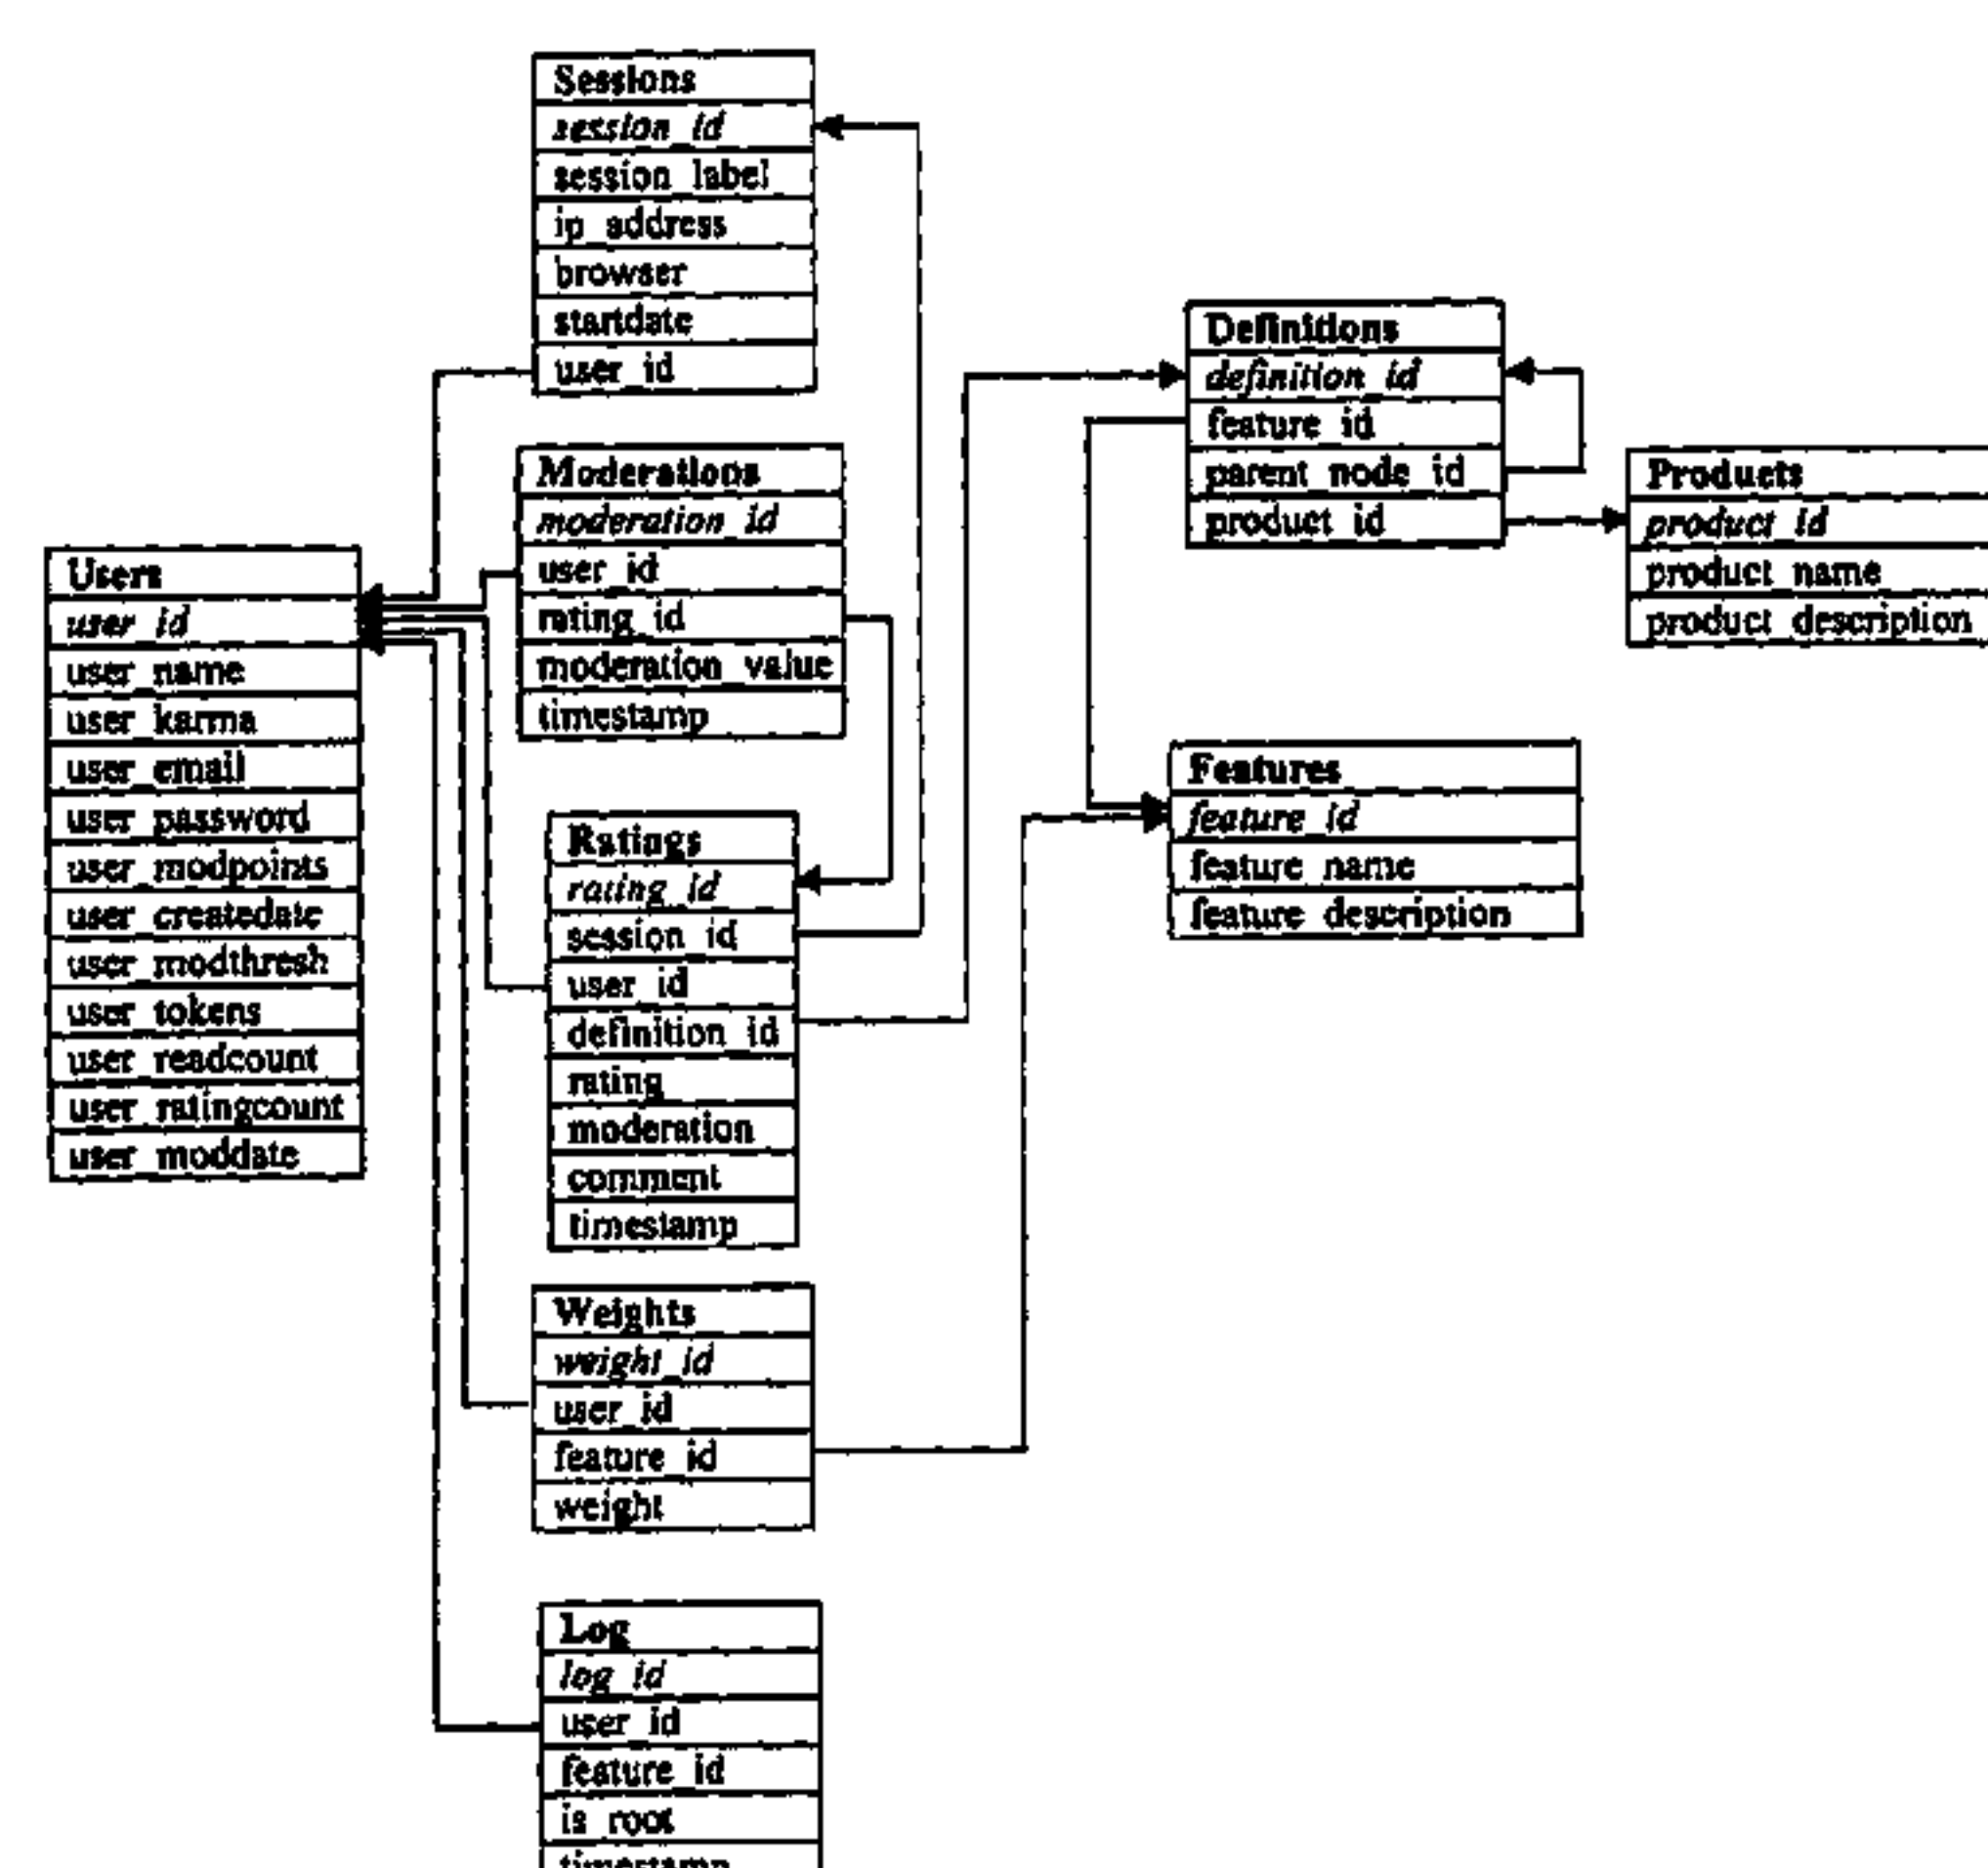 Sessions
session_id
session_label
ip_address
browser
startdate
user_id
Moderations
moderation_id
user_id
rating_id
moderation_value
timestamp
Users
user_id
user_name
user_karma
user_email
user_password
user_modpoints
user_createdate
user_modthresh
user_tokens
user_readcount
user_ratingcount
user_moddate
Ratings
rating_id
session_id
user_id
definition_id
rating
moderation
comment
timestamp
Weights
weight_id
user_id
feature_id
weight
Log
log_id
user_id
feature_id
is_root
timestamp
Definitions
definition_id
feature_id
parent_node_id
product_id
Products
product_id
product_name
product_description
Features
feature_id
feature_name
feature_description